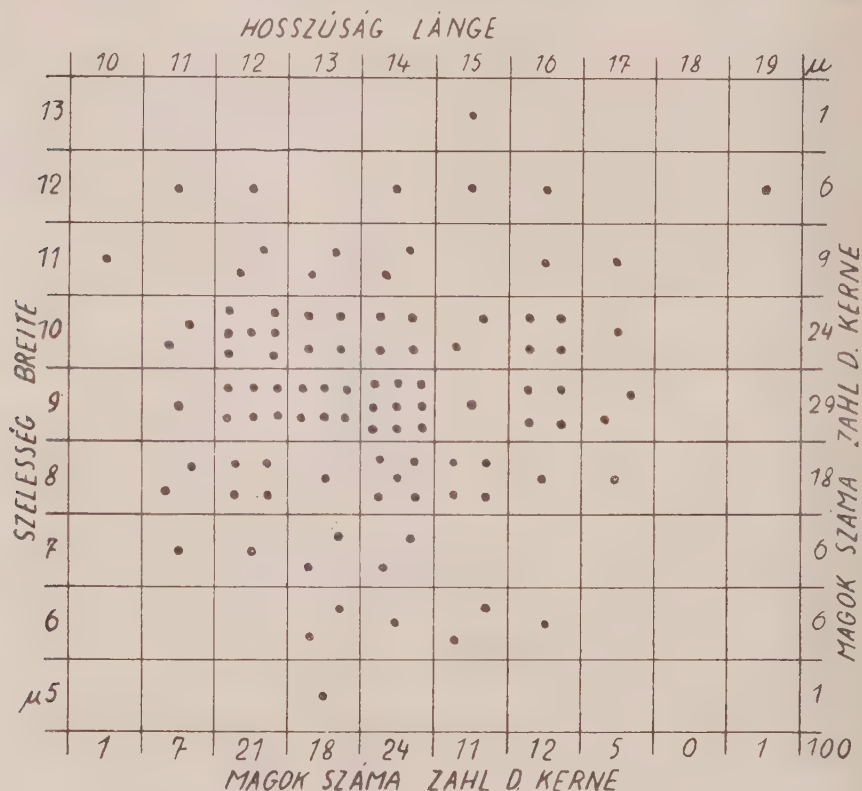 HOSSZÚSÁG LÄNGE
10 11 12 13 14 15 16 17 18 19 μ
13 1
12 6
11 9
10 24
9 29
8 18
7 6
6 6
μ5 1
1 7 21 18 24 11 12 5 0 1 100
MAGOK SZÁMA ZAHL D. KERNE
SZELESSÉG BREITE
MAGOK SZÁMA ZAHL D. KERNE